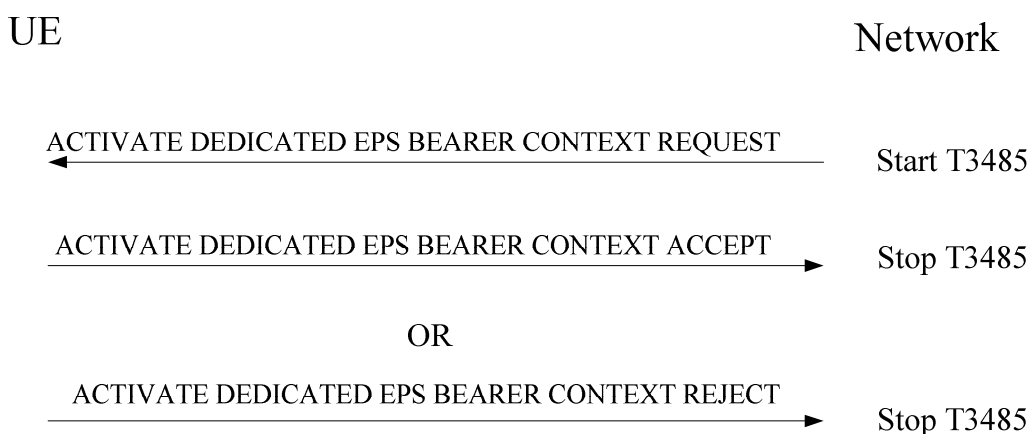 UE
Network
ACTIVATE DEDICATED EPS BEARER CONTEXT REQUEST
Start T3485
ACTIVATE DEDICATED EPS BEARER CONTEXT ACCEPT
Stop T3485
OR
ACTIVATE DEDICATED EPS BEARER CONTEXT REJECT
Stop T3485